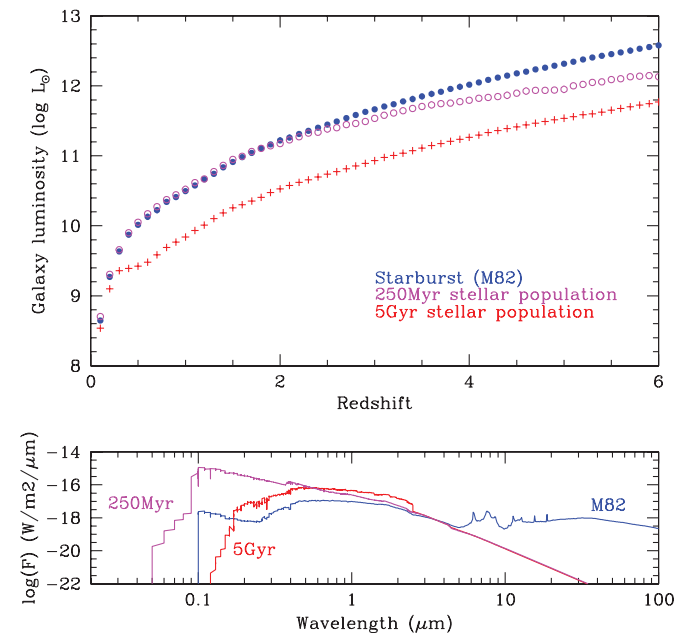 13
12
11
10
9
8
Galaxy luminosity (log L⊙)
Starburst (M82)
250Myr stellar population
5Gyr stellar population
0 2 4 6
Redshift
-14
-16
-18
-20
-22
log(F) (W/m2/μm)
250Myr
5Gyr
M82
0.1 1 10 100
Wavelength (μm)